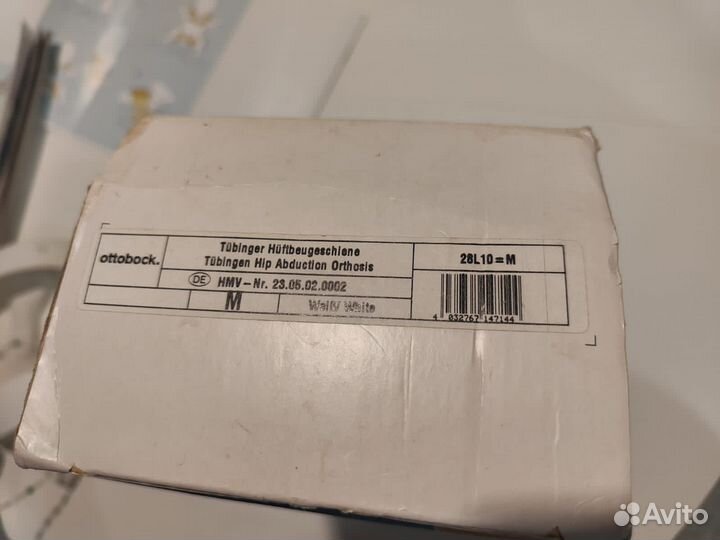 ottobock.
Tübinger Hüftbeugeschiene
Tübingen Hip Abduction Orthosis
28L10=M
DE HMV-Nr. 23.05.02.0002
M
Weiß/ White
4 032767 147144
Avito